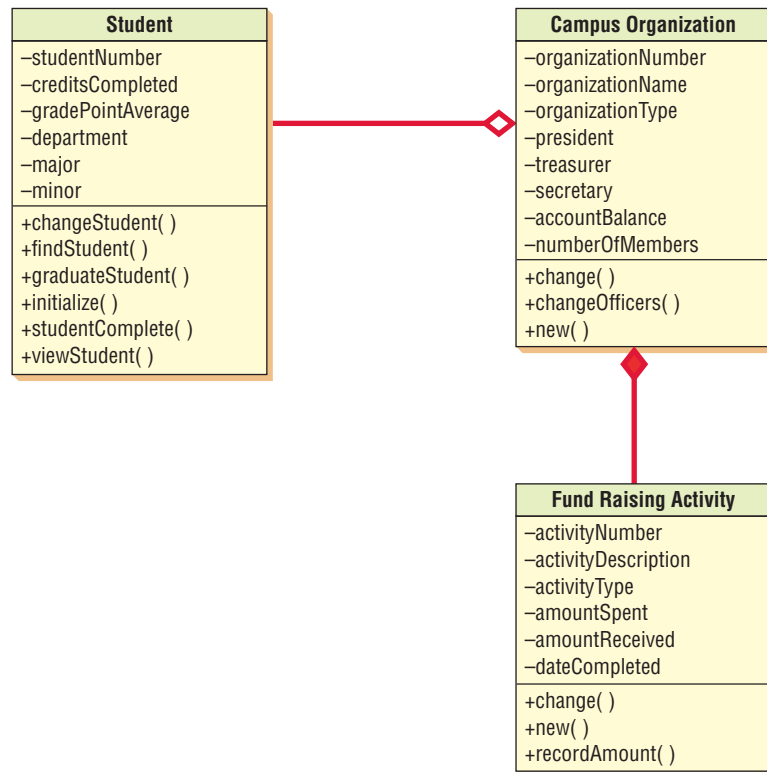 Student
–studentNumber
–creditsCompleted
–gradePointAverage
–department
–major
–minor
+changeStudent( )
+findStudent( )
+graduateStudent( )
+initialize( )
+studentComplete( )
+viewStudent( )
Campus Organization
–organizationNumber
–organizationName
–organizationType
–president
–treasurer
–secretary
–accountBalance
–numberOfMembers
+change( )
+changeOfficers( )
+new( )
Fund Raising Activity
–activityNumber
–activityDescription
–activityType
–amountSpent
–amountReceived
–dateCompleted
+change( )
+new( )
+recordAmount( )